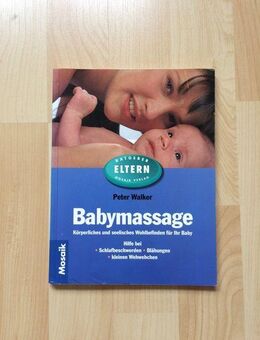 RATGEBER
ELTERN
MOSAIK VERLAG
Peter Walker
Babymassage
Körperliches und seelisches Wohlbefinden für Ihr Baby
Hilfe bei
• Schlafbeschwerden • Blähungen
• kleinen Wehwehchen
Mosaik